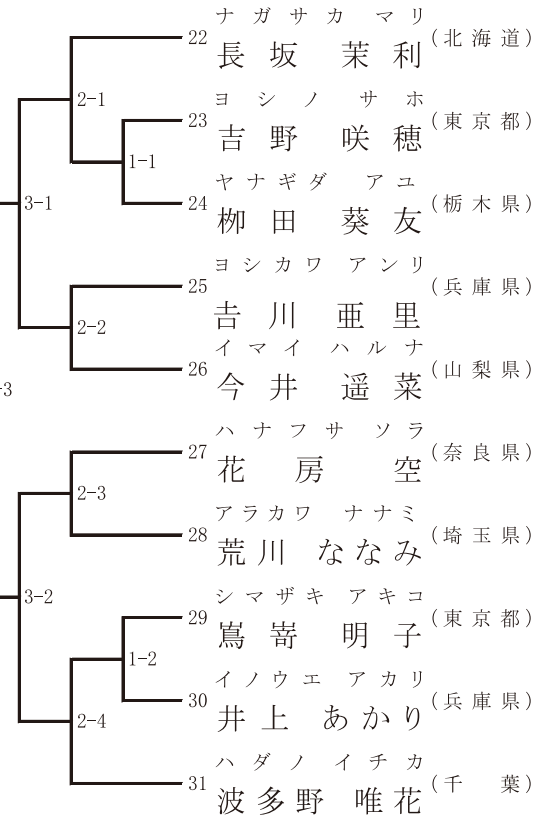 ナガサカ マリ
22 長坂 茉利 (北海道)
2-1
ヨシノ サホ
23 吉野 咲穂 (東京都)
1-1
ヤナギダ アユ
24 栁田 葵友 (栃木県)
3-1
ヨシカワ アンリ
25 𠮷川 亜里 (兵庫県)
2-2
イマイ ハルナ
26 今井 遥菜 (山梨県)
-3
ハナフサ ソラ
27 花房 空 (奈良県)
2-3
アラカワ ナナミ
28 荒川 ななみ (埼玉県)
3-2
シマザキ アキコ
29 嶌嵜 明子 (東京都)
1-2
イノウエ アカリ
30 井上 あかり (兵庫県)
2-4
ハダノ イチカ
31 波多野 唯花 (千葉)